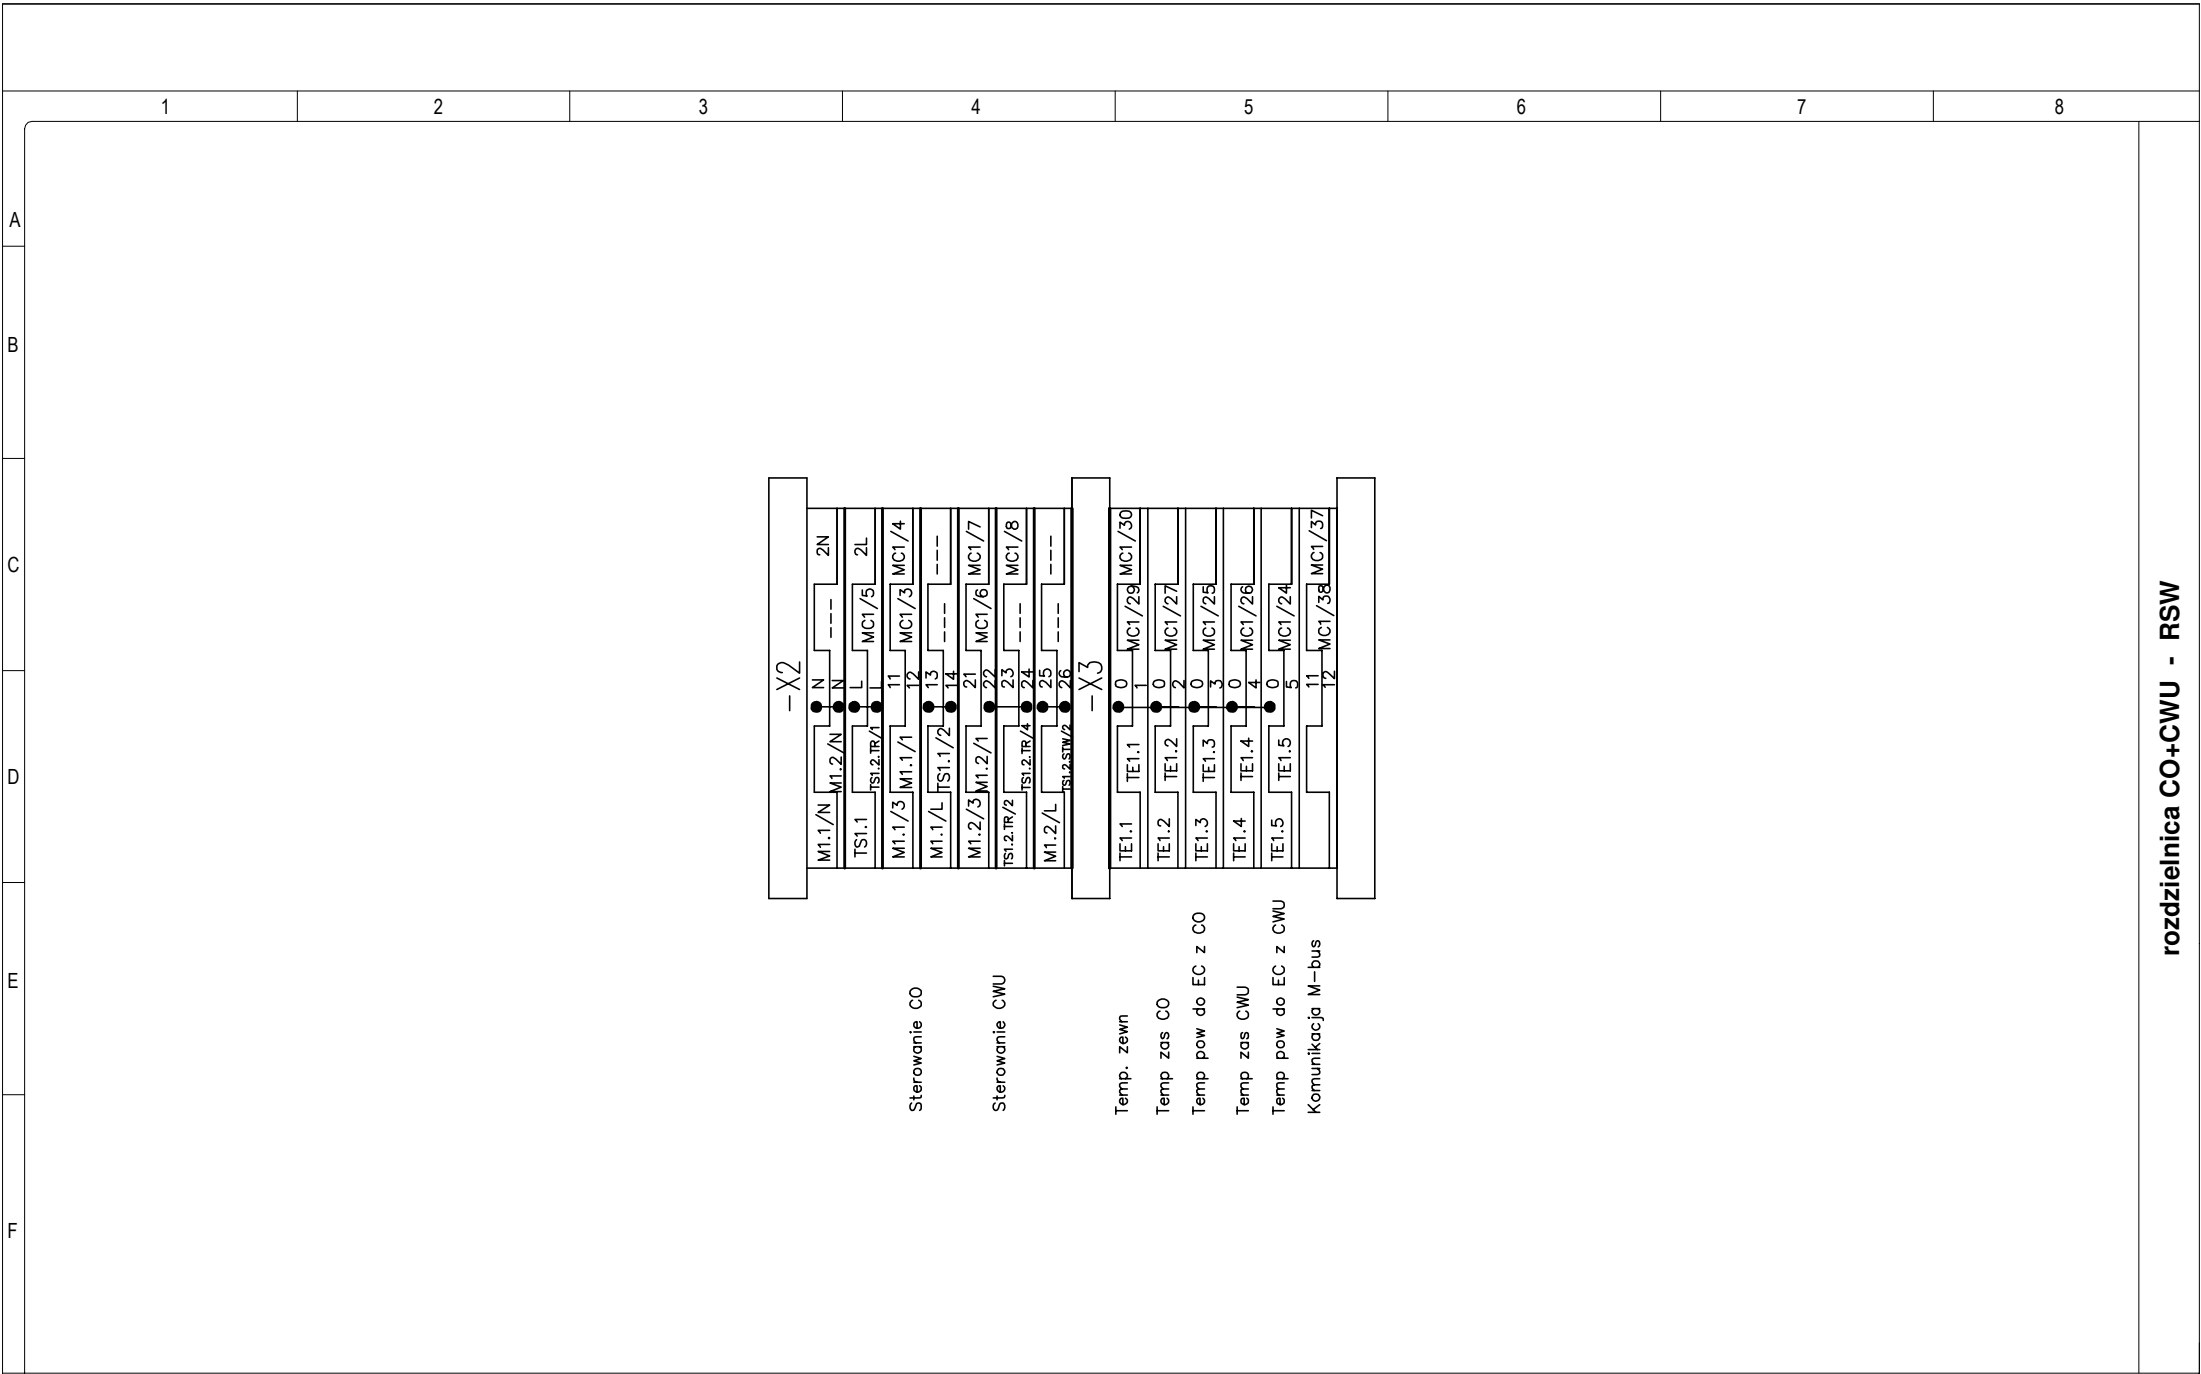 1 2 3 4 5 6 7 8
A
B
C
D
E
F
-X2
2N
---
N
N
M1.2/N
M1.1/N
2L
MC1/5
L
L
TS1.2.TR/1
TS1.1
MC1/4
MC1/3
11
12
M1.1/1
M1.1/3
---
---
13
14
TS1.1/2
M1.1/L
MC1/7
MC1/6
21
22
M1.2/1
M1.2/3
MC1/8
---
23
24
TS1.2.TR/4
TS1.2.TR/2
---
---
25
26
TS1.2.STW/2
M1.2/L
-X3
MC1/30
MC1/29
0
1
TE1.1
TE1.1
MC1/27
0
2
TE1.2
TE1.2
MC1/25
0
3
TE1.3
TE1.3
MC1/26
0
4
TE1.4
TE1.4
MC1/24
0
5
TE1.5
TE1.5
MC1/37
MC1/38
11
12
Sterowanie CO
Sterowanie CWU
Temp. zewn
Temp zas CO
Temp pow do EC z CO
Temp zas CWU
Temp pow do EC z CWU
Komunikacja M-bus
rozdzielnica CO+CWU - RSW